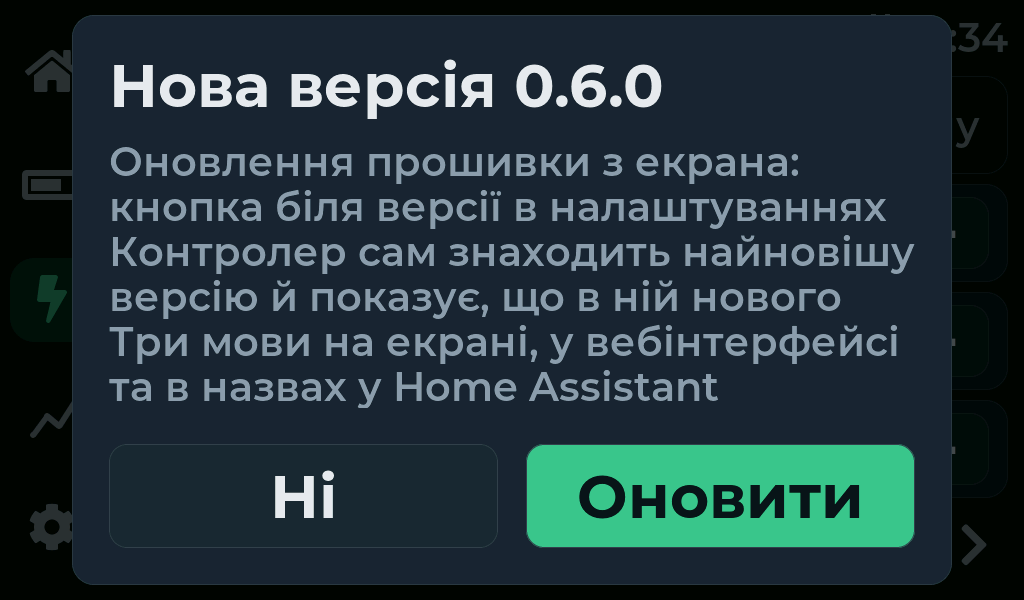 :34
у
Нова версія 0.6.0
Оновлення прошивки з екрана:
кнопка біля версії в налаштуваннях
Контролер сам знаходить найновішу
версію й показує, що в ній нового
Три мови на екрані, у вебінтерфейсі
та в назвах у Home Assistant
Ні
Оновити